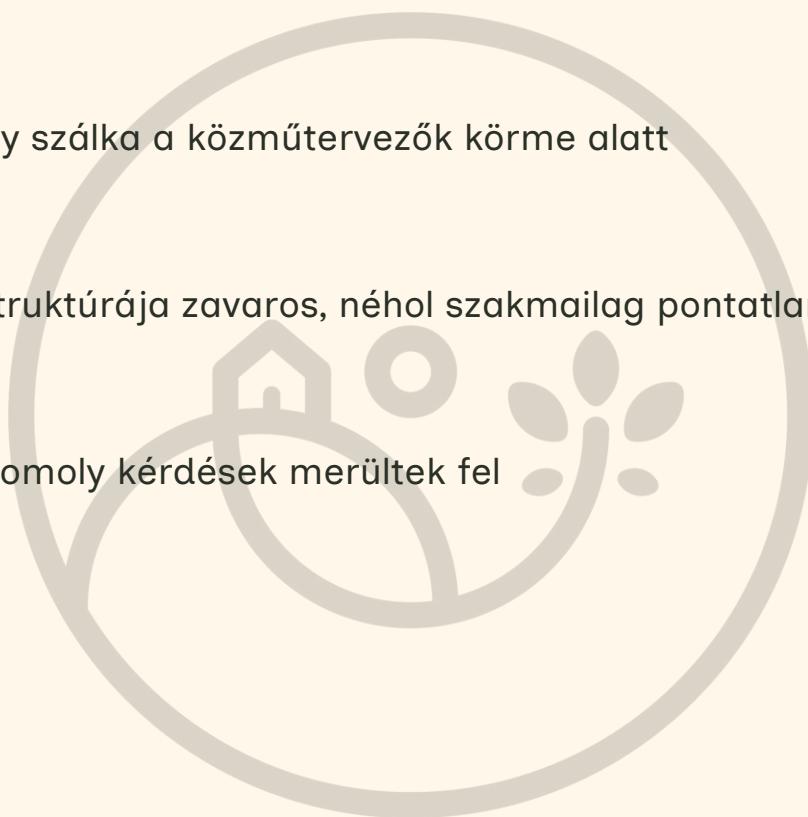 y szálka a közműtervezők körme alatt
truktúrája zavaros, néhol szakmailag pontatla
omoly kérdések merültek fel